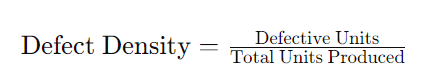 Defect Density = Defective Units / Total Units Produced